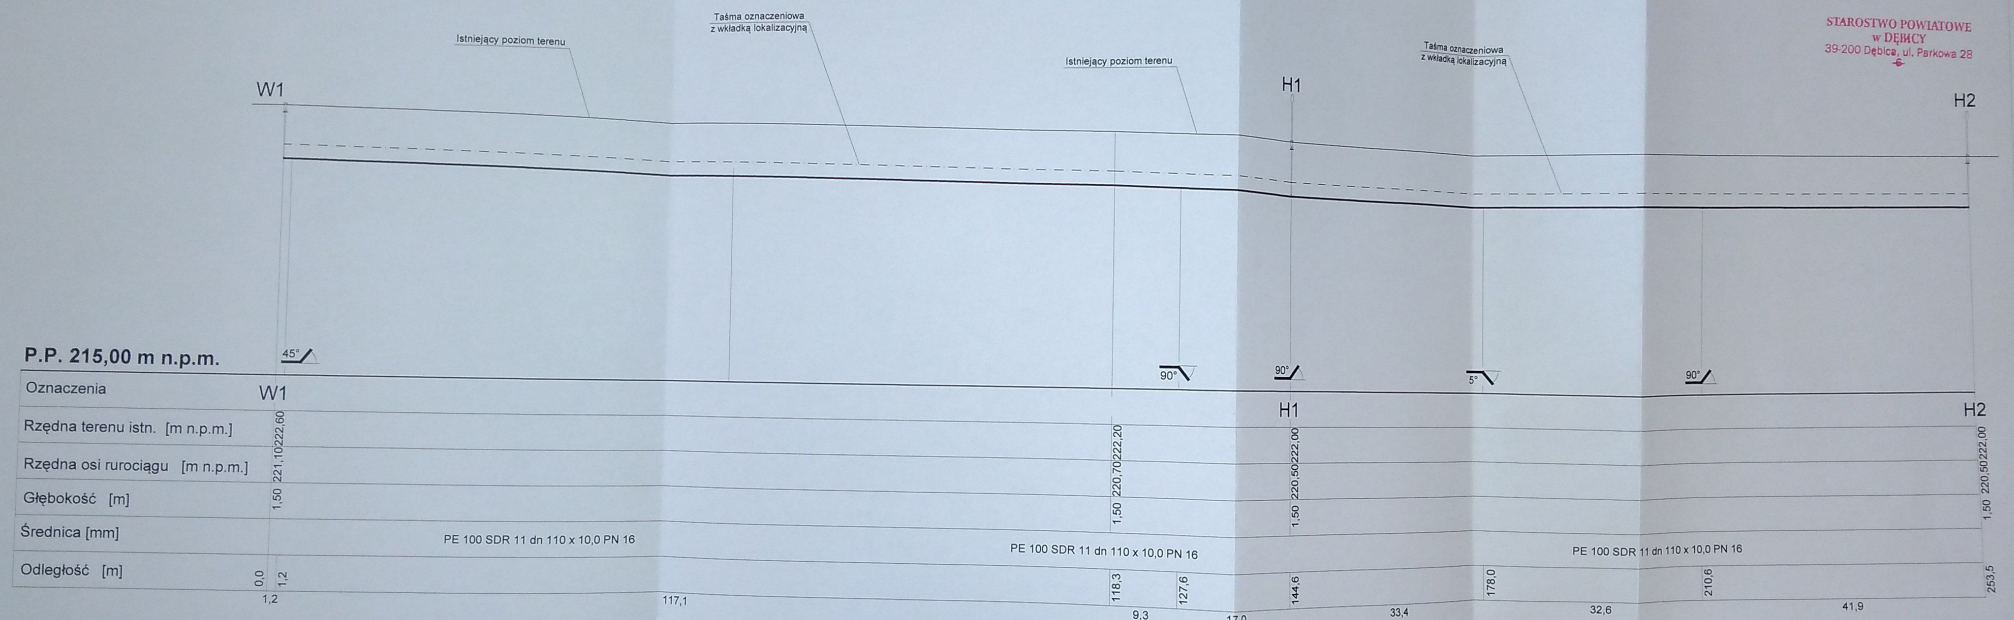 Taśma oznaczeniowa
z wkładką lokalizacyjną
Istniejący poziom terenu
Istniejący poziom terenu
Taśma oznaczeniowa
z wkładką lokalizacyjną
STAROSTWO POWIATOWE
w DĘBICY
39-200 Dębica, ul. Parkowa 28
-6-
W1
H1
H2
P.P. 215,00 m n.p.m.
45°
90°
90°
5°
90°
Oznaczenia
W1
H1
H2
Rzędna terenu istn. [m n.p.m.]
222,60
222,20
222,00
222,00
Rzędna osi rurociągu [m n.p.m.]
221,10
220,70
220,50
220,50
Głębokość [m]
1,50
1,50
1,50
1,50
Średnica [mm]
PE 100 SDR 11 dn 110 x 10,0 PN 16
PE 100 SDR 11 dn 110 x 10,0 PN 16
PE 100 SDR 11 dn 110 x 10,0 PN 16
Odległość [m]
0,0
1,2
118,3
127,6
144,6
178,0
210,6
253,5
1,2
117,1
9,3
17,0
33,4
32,6
41,9